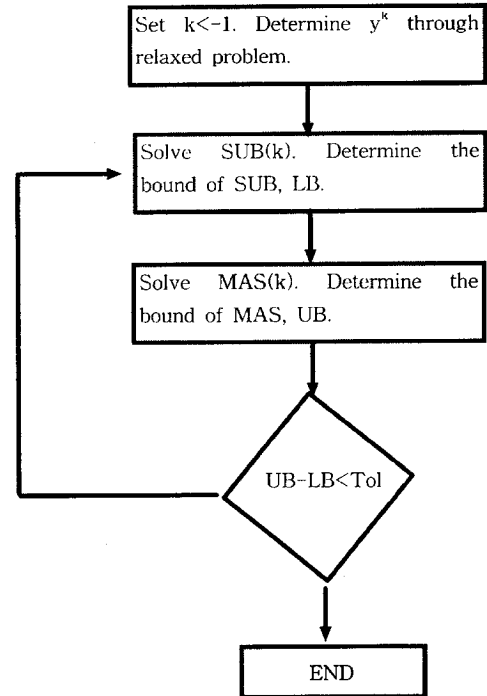 Set k<-1. Determine y^k through
relaxed problem.
Solve SUB(k). Determine the
bound of SUB, LB.
Solve MAS(k). Determine the
bound of MAS, UB.
UB-LB<Tol
END